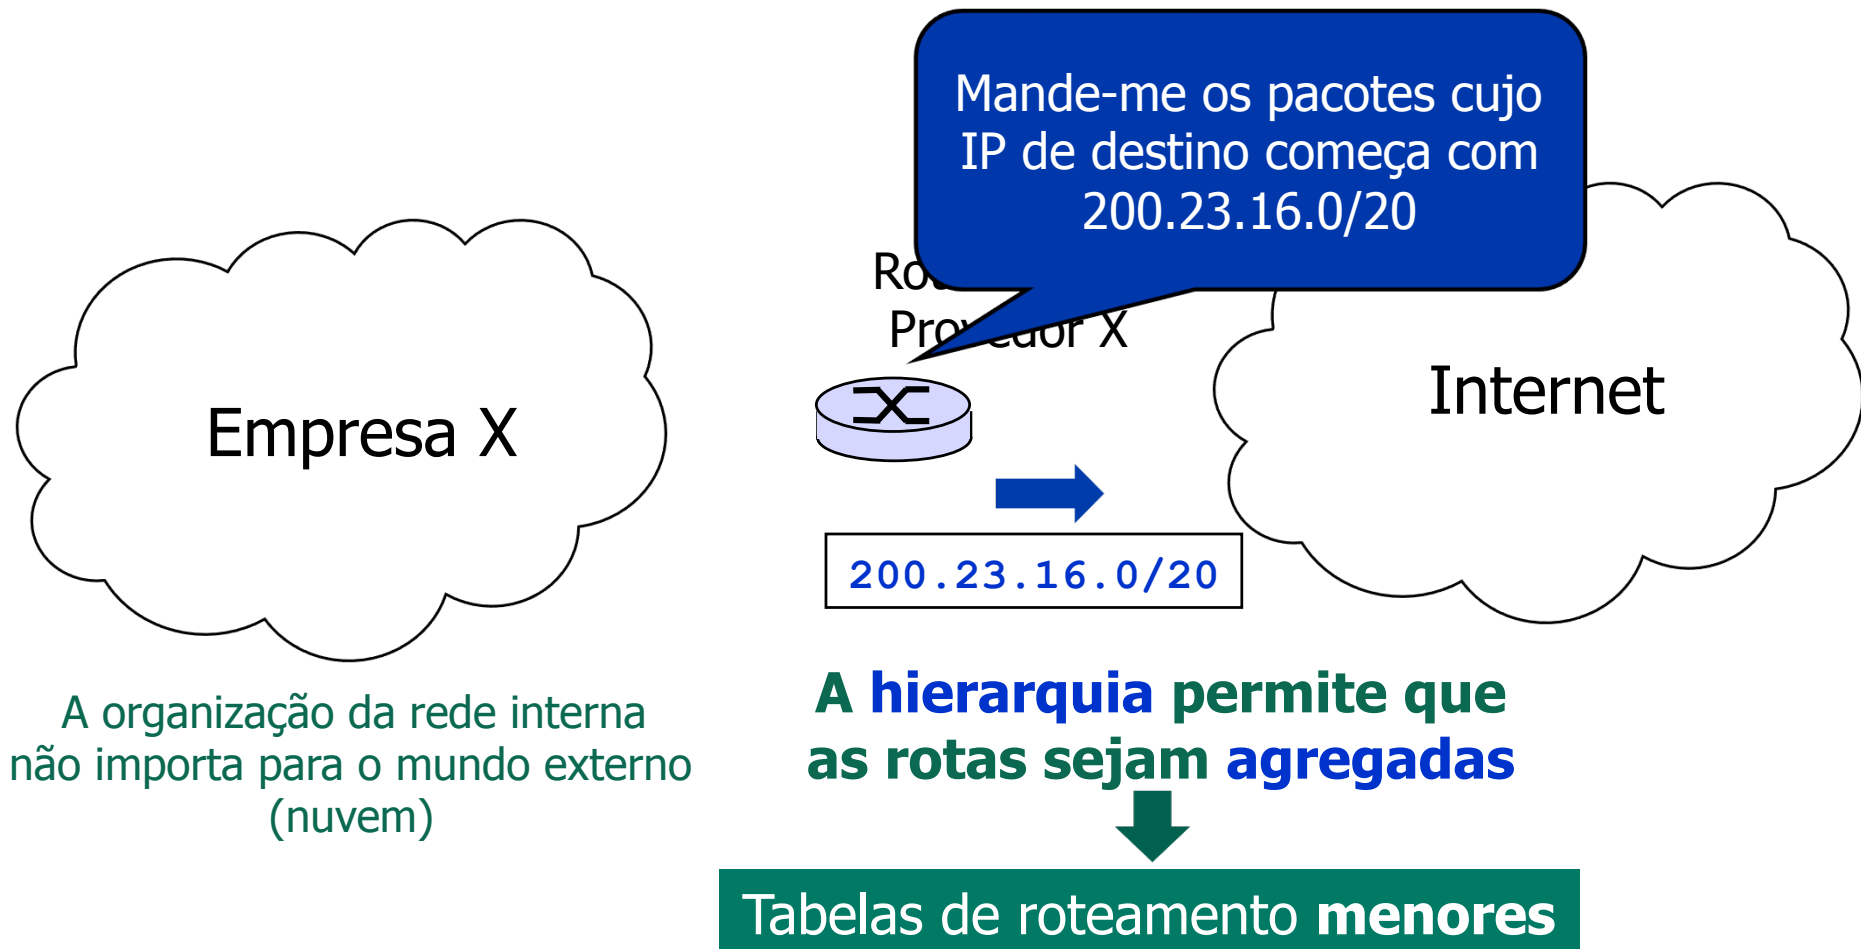 Mande-me os pacotes cujo
IP de destino começa com
200.23.16.0/20
Provedor X
Empresa X
Internet
200.23.16.0/20
A organização da rede interna
não importa para o mundo externo
(nuvem)
A hierarquia permite que
as rotas sejam agregadas
Tabelas de roteamento menores